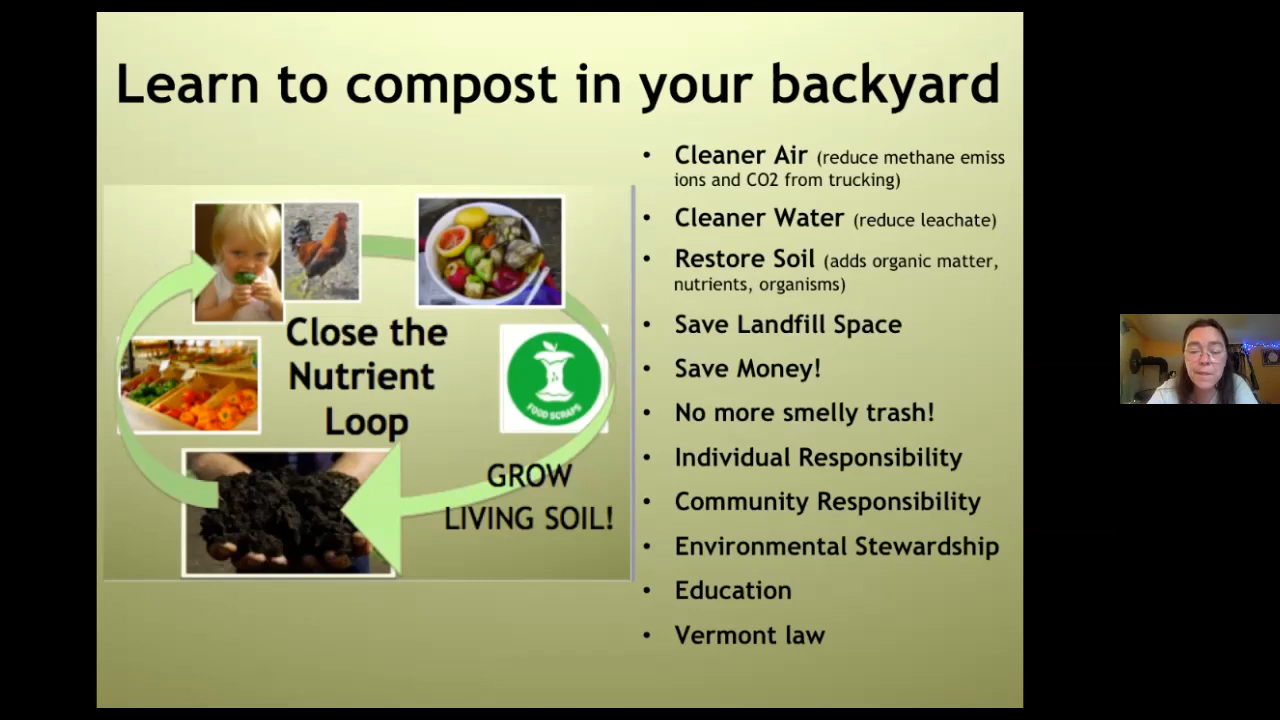 Learn to compost in your backyard
Close the
Nutrient
Loop
FOOD SCRAPS
GROW
LIVING SOIL!
• Cleaner Air (reduce methane emiss
ions and CO2 from trucking)
• Cleaner Water (reduce leachate)
• Restore Soil (adds organic matter,
nutrients, organisms)
• Save Landfill Space
• Save Money!
• No more smelly trash!
• Individual Responsibility
• Community Responsibility
• Environmental Stewardship
• Education
• Vermont law